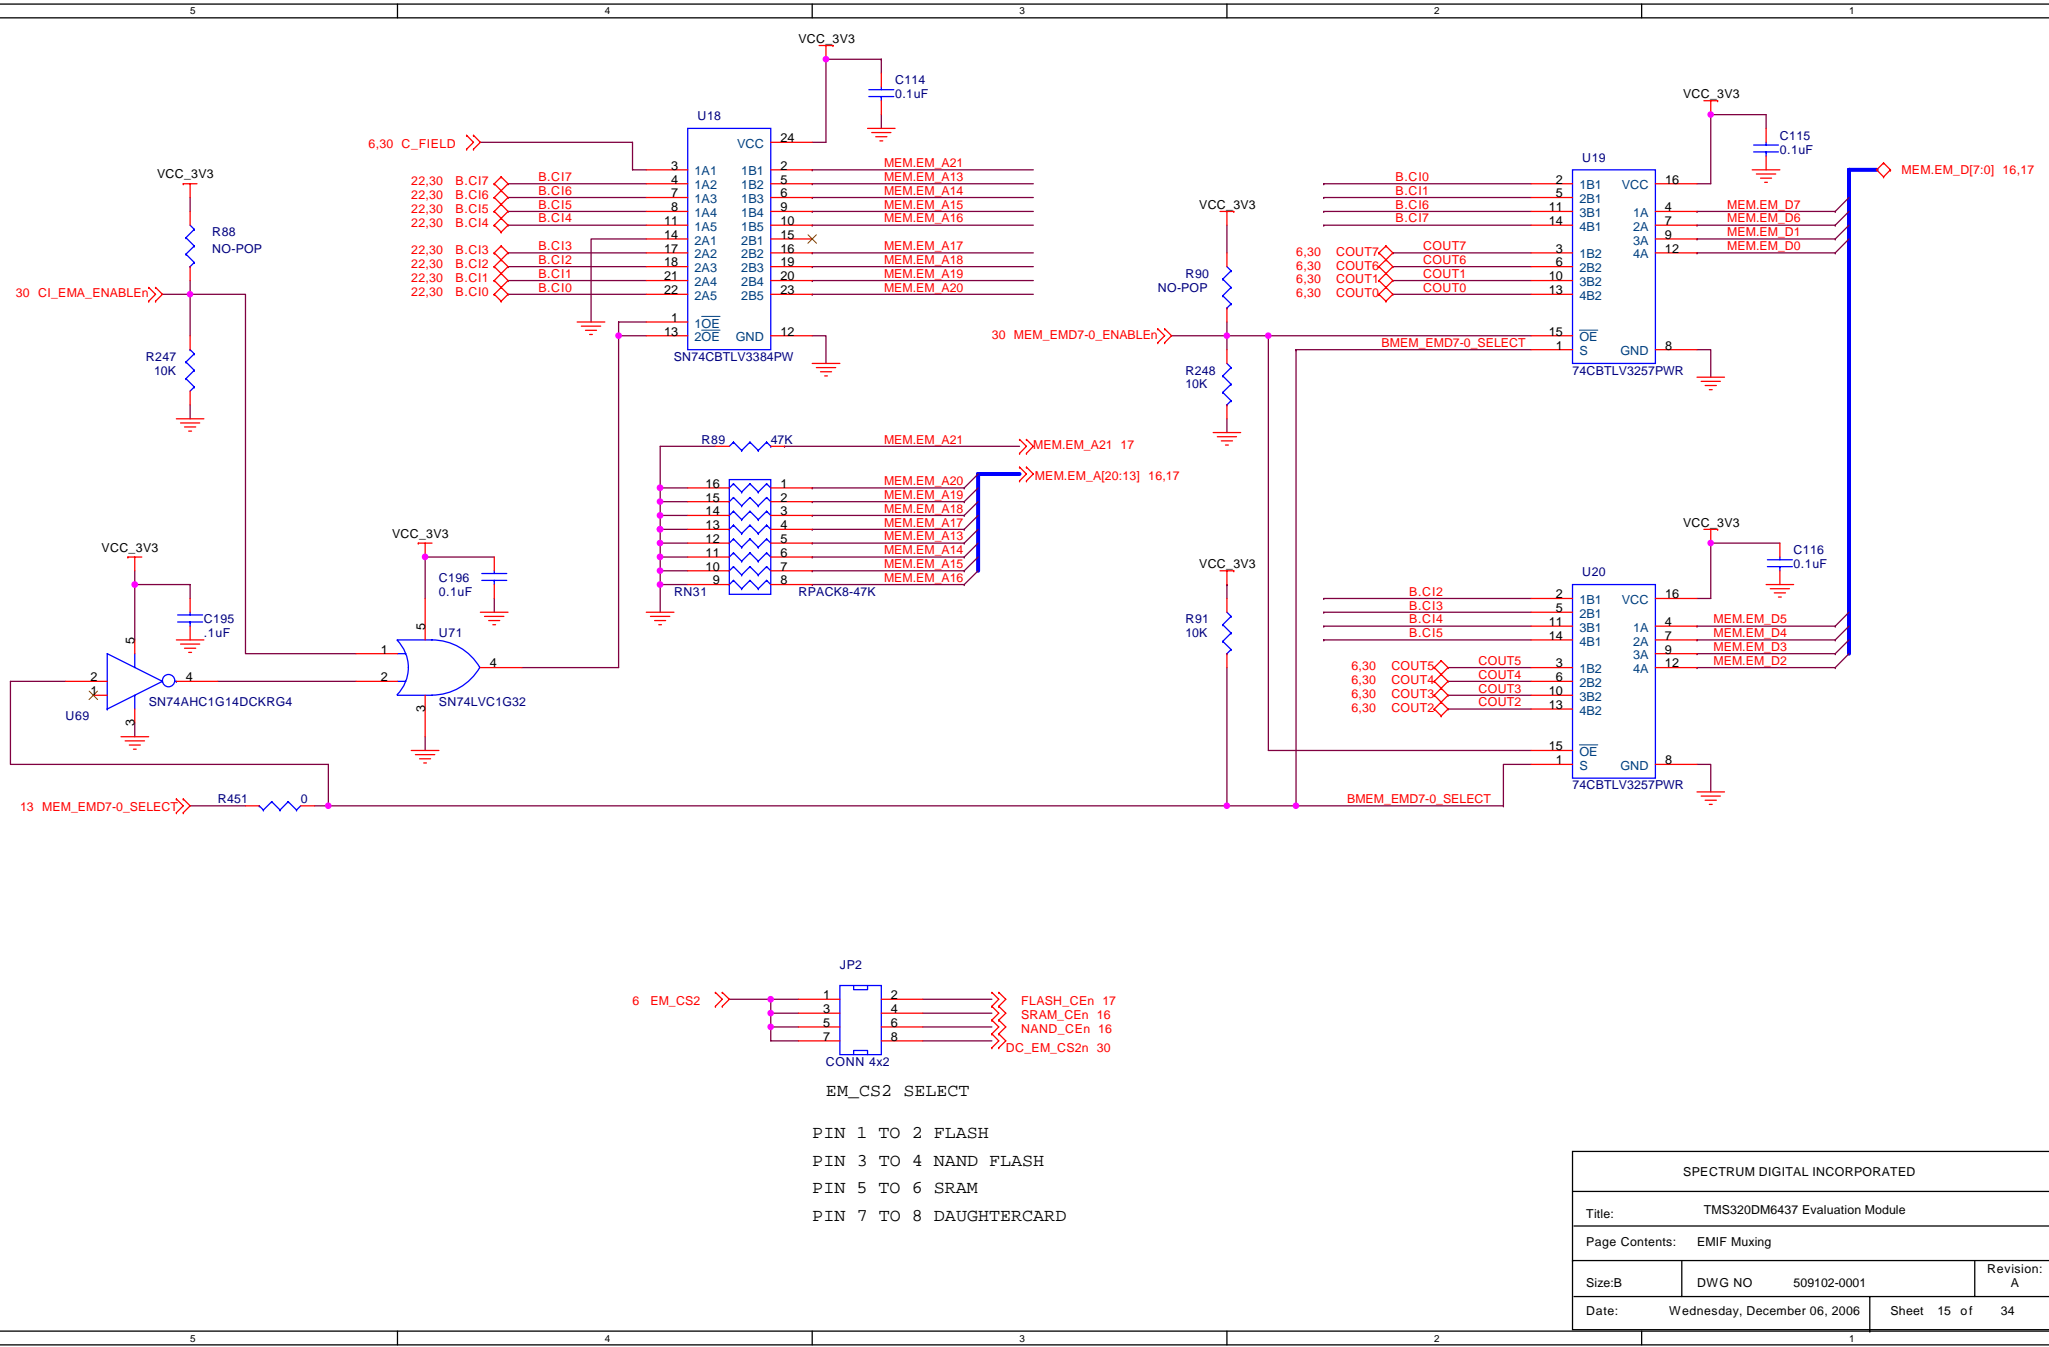 5 4 3 2 1
VCC_3V3
C114
0.1uF
U18
6,30 C_FIELD
VCC 24
3 1A1 1B1 2 MEM.EM_A21
22,30 B.CI7 B.CI7 4 1A2 1B2 5 MEM.EM_A13
22,30 B.CI6 B.CI6 7 1A3 1B3 6 MEM.EM_A14
22,30 B.CI5 B.CI5 8 1A4 1B4 9 MEM.EM_A15
22,30 B.CI4 B.CI4 11 1A5 1B5 10 MEM.EM_A16
14 2A1 2B1 15
22,30 B.CI3 B.CI3 17 2A2 2B2 16 MEM.EM_A17
22,30 B.CI2 B.CI2 18 2A3 2B3 19 MEM.EM_A18
22,30 B.CI1 B.CI1 21 2A4 2B4 20 MEM.EM_A19
22,30 B.CI0 B.CI0 22 2A5 2B5 23 MEM.EM_A20
1 1OE
13 2OE GND 12
SN74CBTLV3384PW
VCC_3V3
R88
NO-POP
30 CI_EMA_ENABLEn
R247
10K
VCC_3V3
C115
0.1uF
U19
B.CI0 2 1B1 VCC 16
B.CI1 5 2B1
B.CI6 11 3B1 1A 4 MEM.EM_D7
B.CI7 14 4B1 2A 7 MEM.EM_D6
3A 9 MEM.EM_D1
6,30 COUT7 COUT7 3 1B2 4A 12 MEM.EM_D0
6,30 COUT6 COUT6 6 2B2
6,30 COUT1 COUT1 10 3B2
6,30 COUT0 COUT0 13 4B2
15 OE
BMEM_EMD7-0_SELECT 1 S GND 8
74CBTLV3257PWR
MEM.EM_D[7:0] 16,17
VCC_3V3
R90
NO-POP
30 MEM_EMD7-0_ENABLEn
R248
10K
R89 47K MEM.EM_A21 MEM.EM_A21 17
MEM.EM_A[20:13] 16,17
16 1 MEM.EM_A20
15 2 MEM.EM_A19
14 3 MEM.EM_A18
13 4 MEM.EM_A17
12 5 MEM.EM_A13
11 6 MEM.EM_A14
10 7 MEM.EM_A15
9 8 MEM.EM_A16
RN31 RPACK8-47K
VCC_3V3
C195
.1uF
5
2 4
1
3
U69
SN74AHC1G14DCKRG4
VCC_3V3
C196
0.1uF
U71
5
1
2 4
3
SN74LVC1G32
VCC_3V3
R91
10K
VCC_3V3
C116
0.1uF
U20
B.CI2 2 1B1 VCC 16
B.CI3 5 2B1
B.CI4 11 3B1 1A 4 MEM.EM_D5
B.CI5 14 4B1 2A 7 MEM.EM_D4
3A 9 MEM.EM_D3
6,30 COUT5 COUT5 3 1B2 4A 12 MEM.EM_D2
6,30 COUT4 COUT4 6 2B2
6,30 COUT3 COUT3 10 3B2
6,30 COUT2 COUT2 13 4B2
15 OE
1 S GND 8
74CBTLV3257PWR
13 MEM_EMD7-0_SELECT R451 0 BMEM_EMD7-0_SELECT
JP2
6 EM_CS2 1 2 FLASH_CEn 17
3 4 SRAM_CEn 16
5 6 NAND_CEn 16
7 8 DC_EM_CS2n 30
CONN 4x2
EM_CS2 SELECT
PIN 1 TO 2 FLASH
PIN 3 TO 4 NAND FLASH
PIN 5 TO 6 SRAM
PIN 7 TO 8 DAUGHTERCARD
SPECTRUM DIGITAL INCORPORATED
Title: TMS320DM6437 Evaluation Module
Page Contents: EMIF Muxing
Size:B DWG NO 509102-0001 Revision: A
Date: Wednesday, December 06, 2006 Sheet 15 of 34
5 4 3 2 1